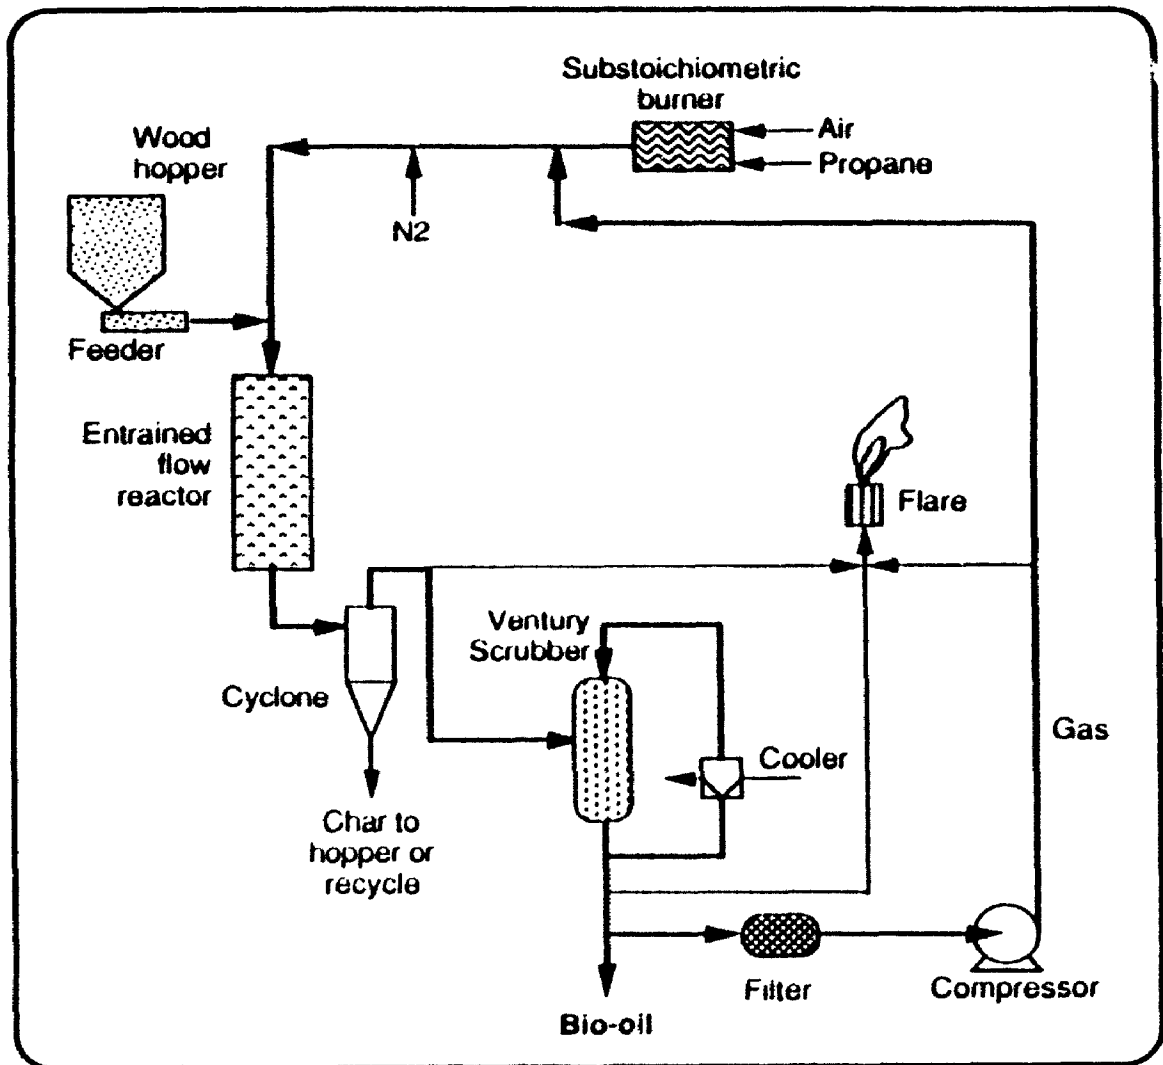 Substoichiometric
burner
Air
Propane
Wood
hopper
N2
Feeder
Entrained
flow
reactor
Flare
Ventury
Scrubber
Cyclone
Gas
Cooler
Char to
hopper or
recycle
Filter
Compressor
Bio-oil